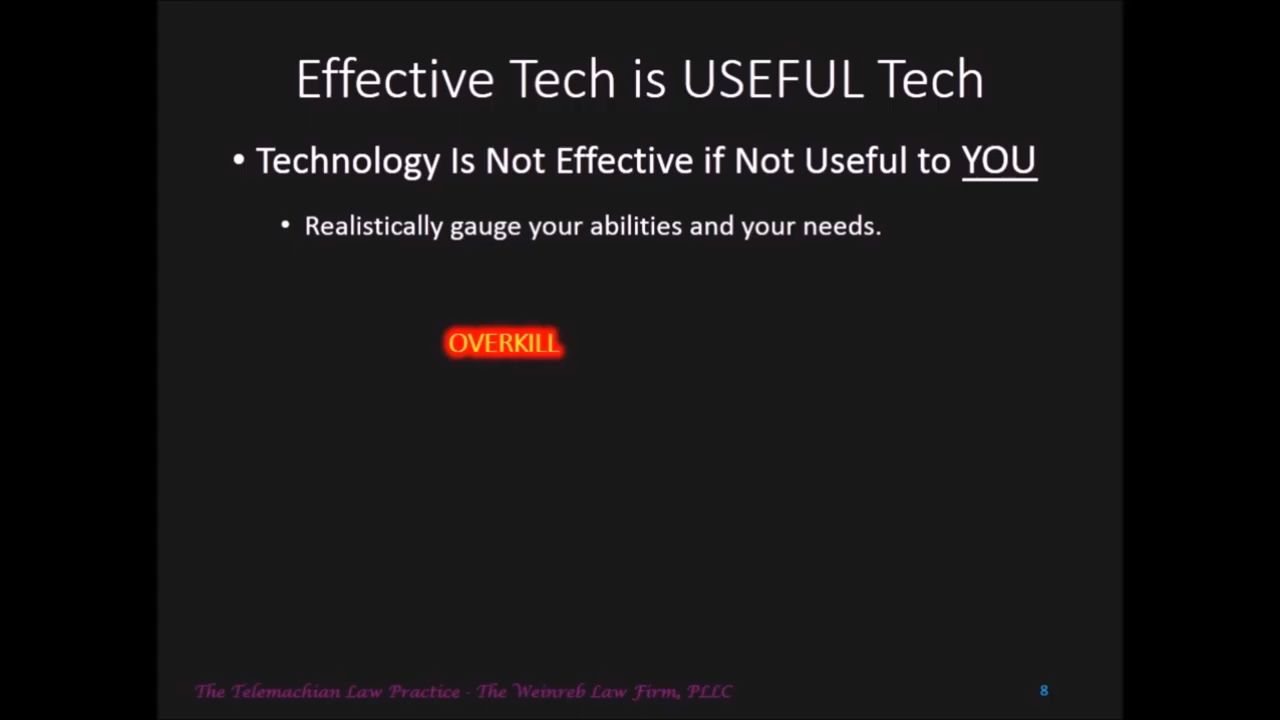 Effective Tech is USEFUL Tech
• Technology Is Not Effective if Not Useful to YOU
• Realistically gauge your abilities and your needs.
OVERKILL
The Telemachian Law Practice - The Weinreb Law Firm, PLLC
8